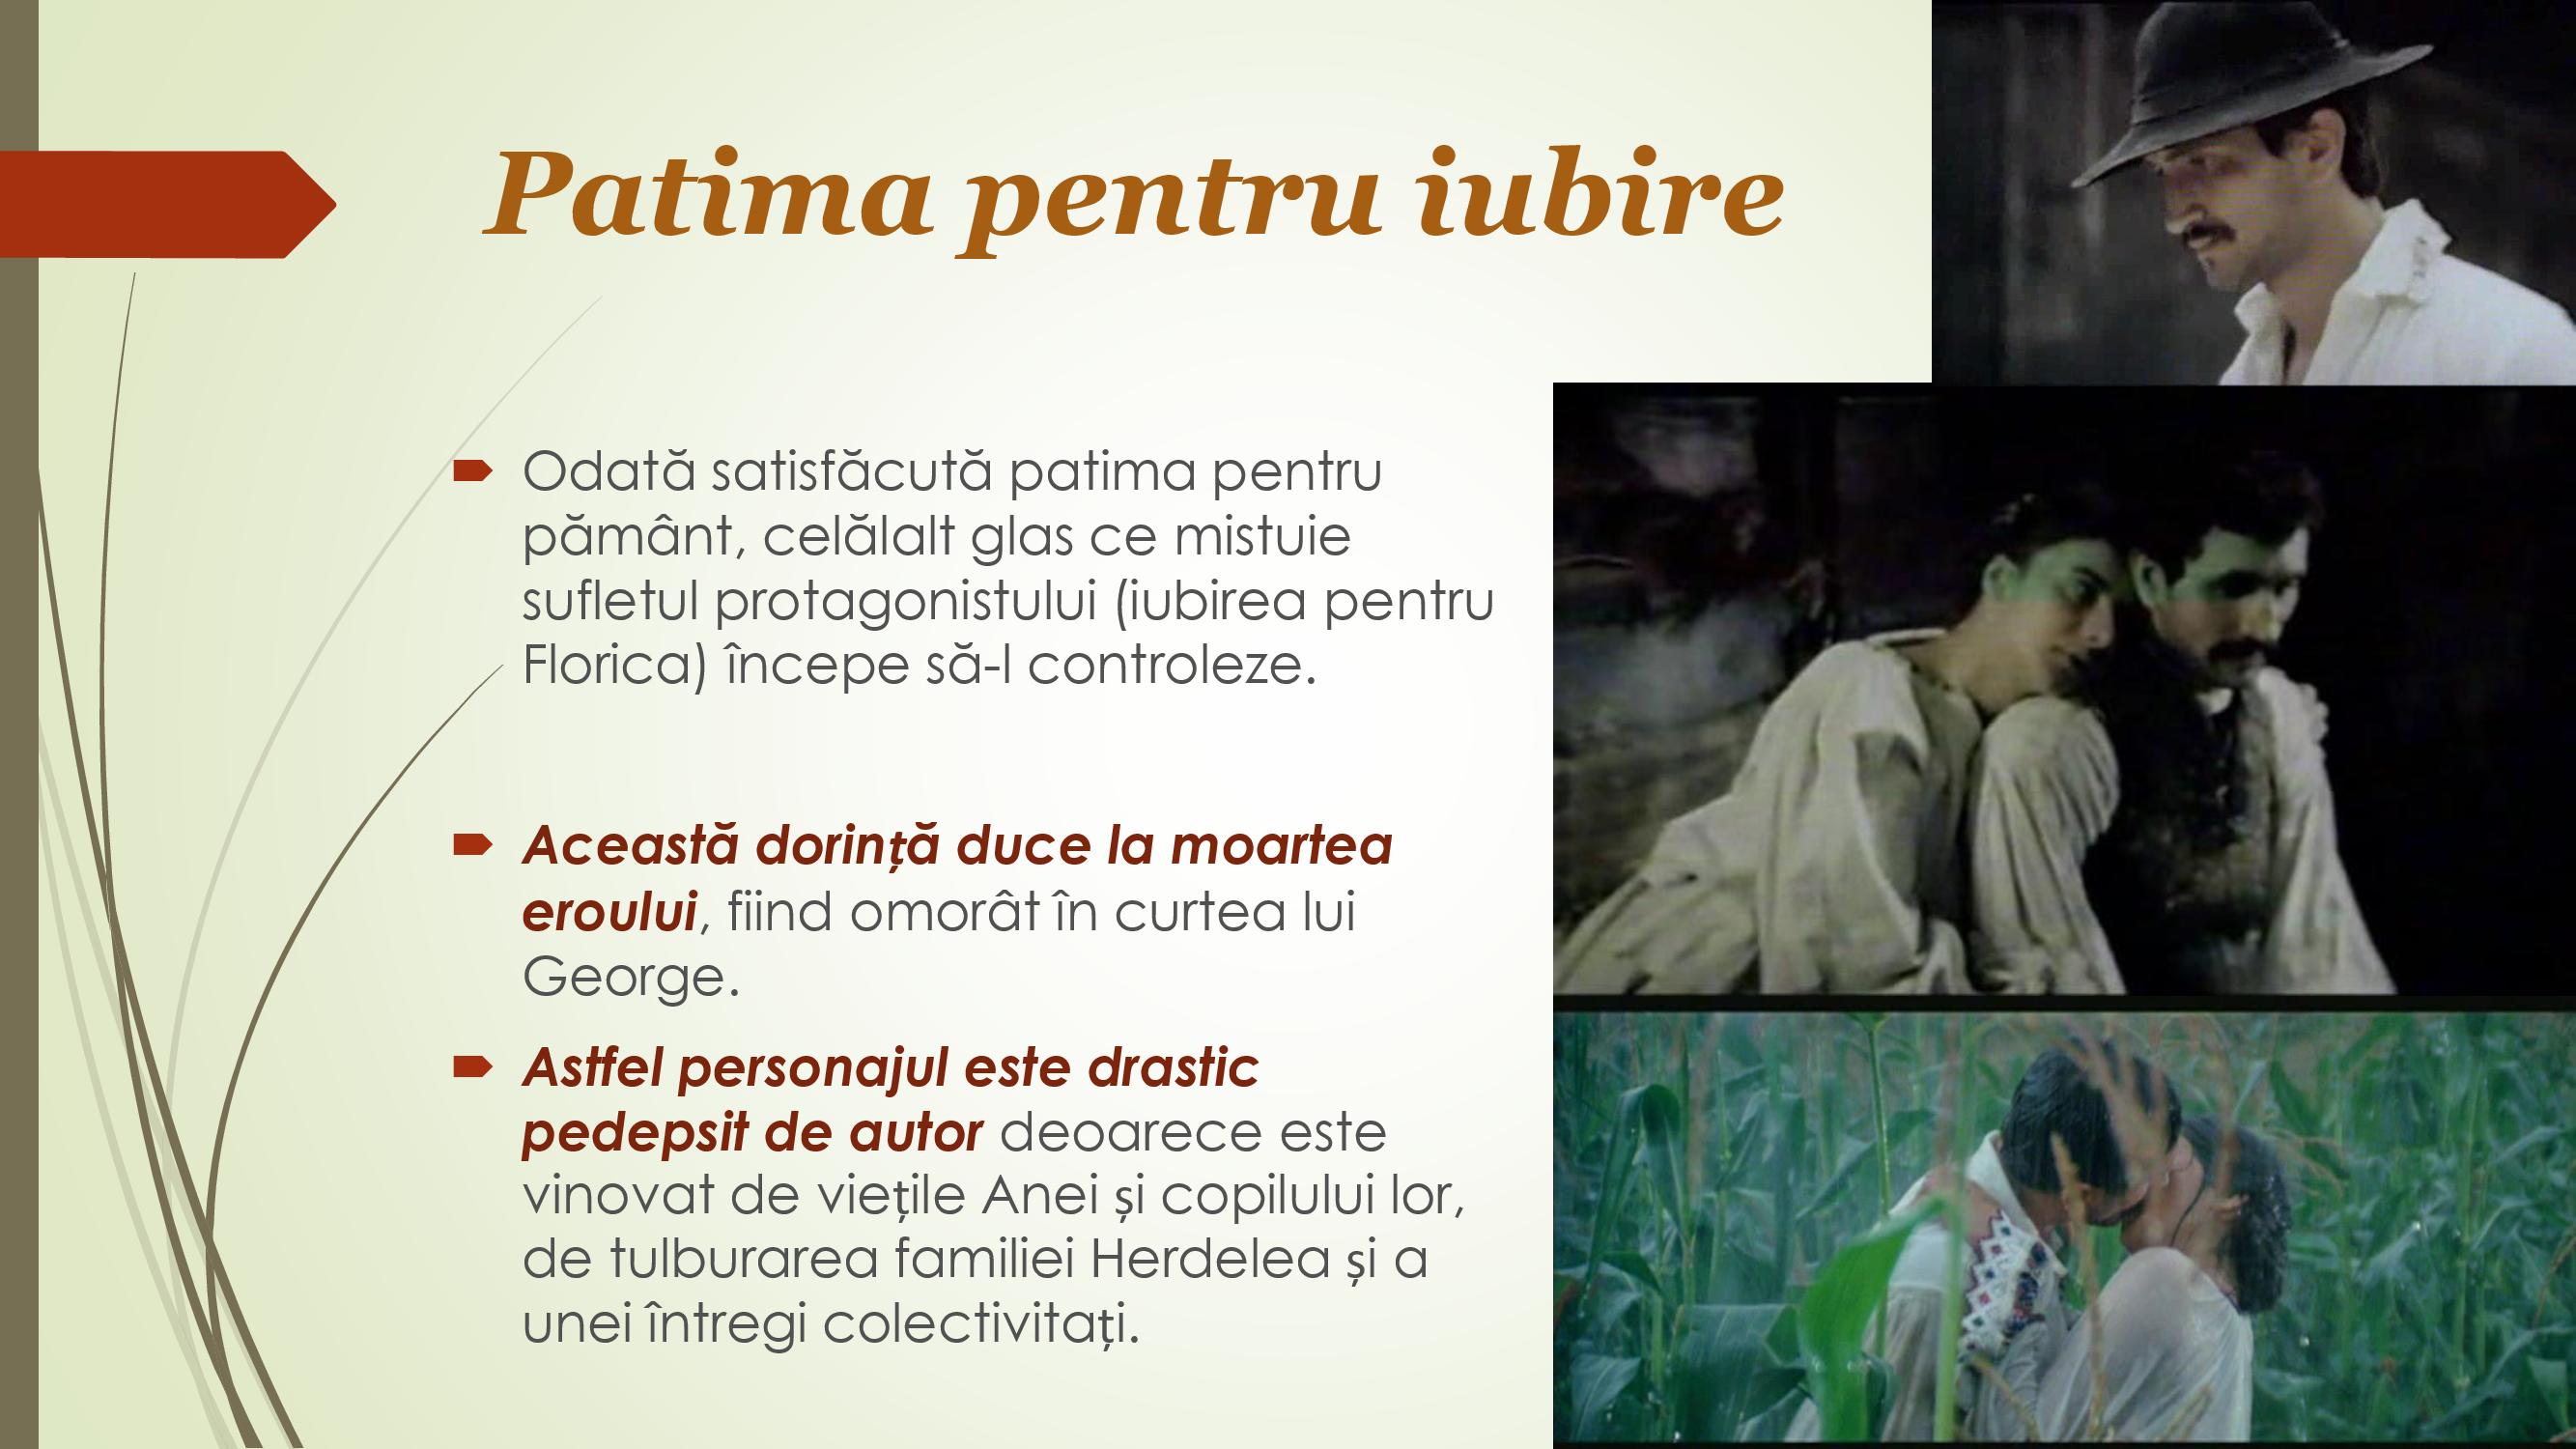 Patima pentru iubire
Odată satisfăcută patima pentru
pământ, celălalt glas ce mistuie
sufletul protagonistului (iubirea pentru
Florica) începe să-l controleze.
Această dorință duce la moartea
eroului, fiind omorât în curtea lui
George.
Astfel personajul este drastic
pedepsit de autor deoarece este
vinovat de viețile Anei și copilului lor,
de tulburarea familiei Herdelea și a
unei întregi colectivitați.